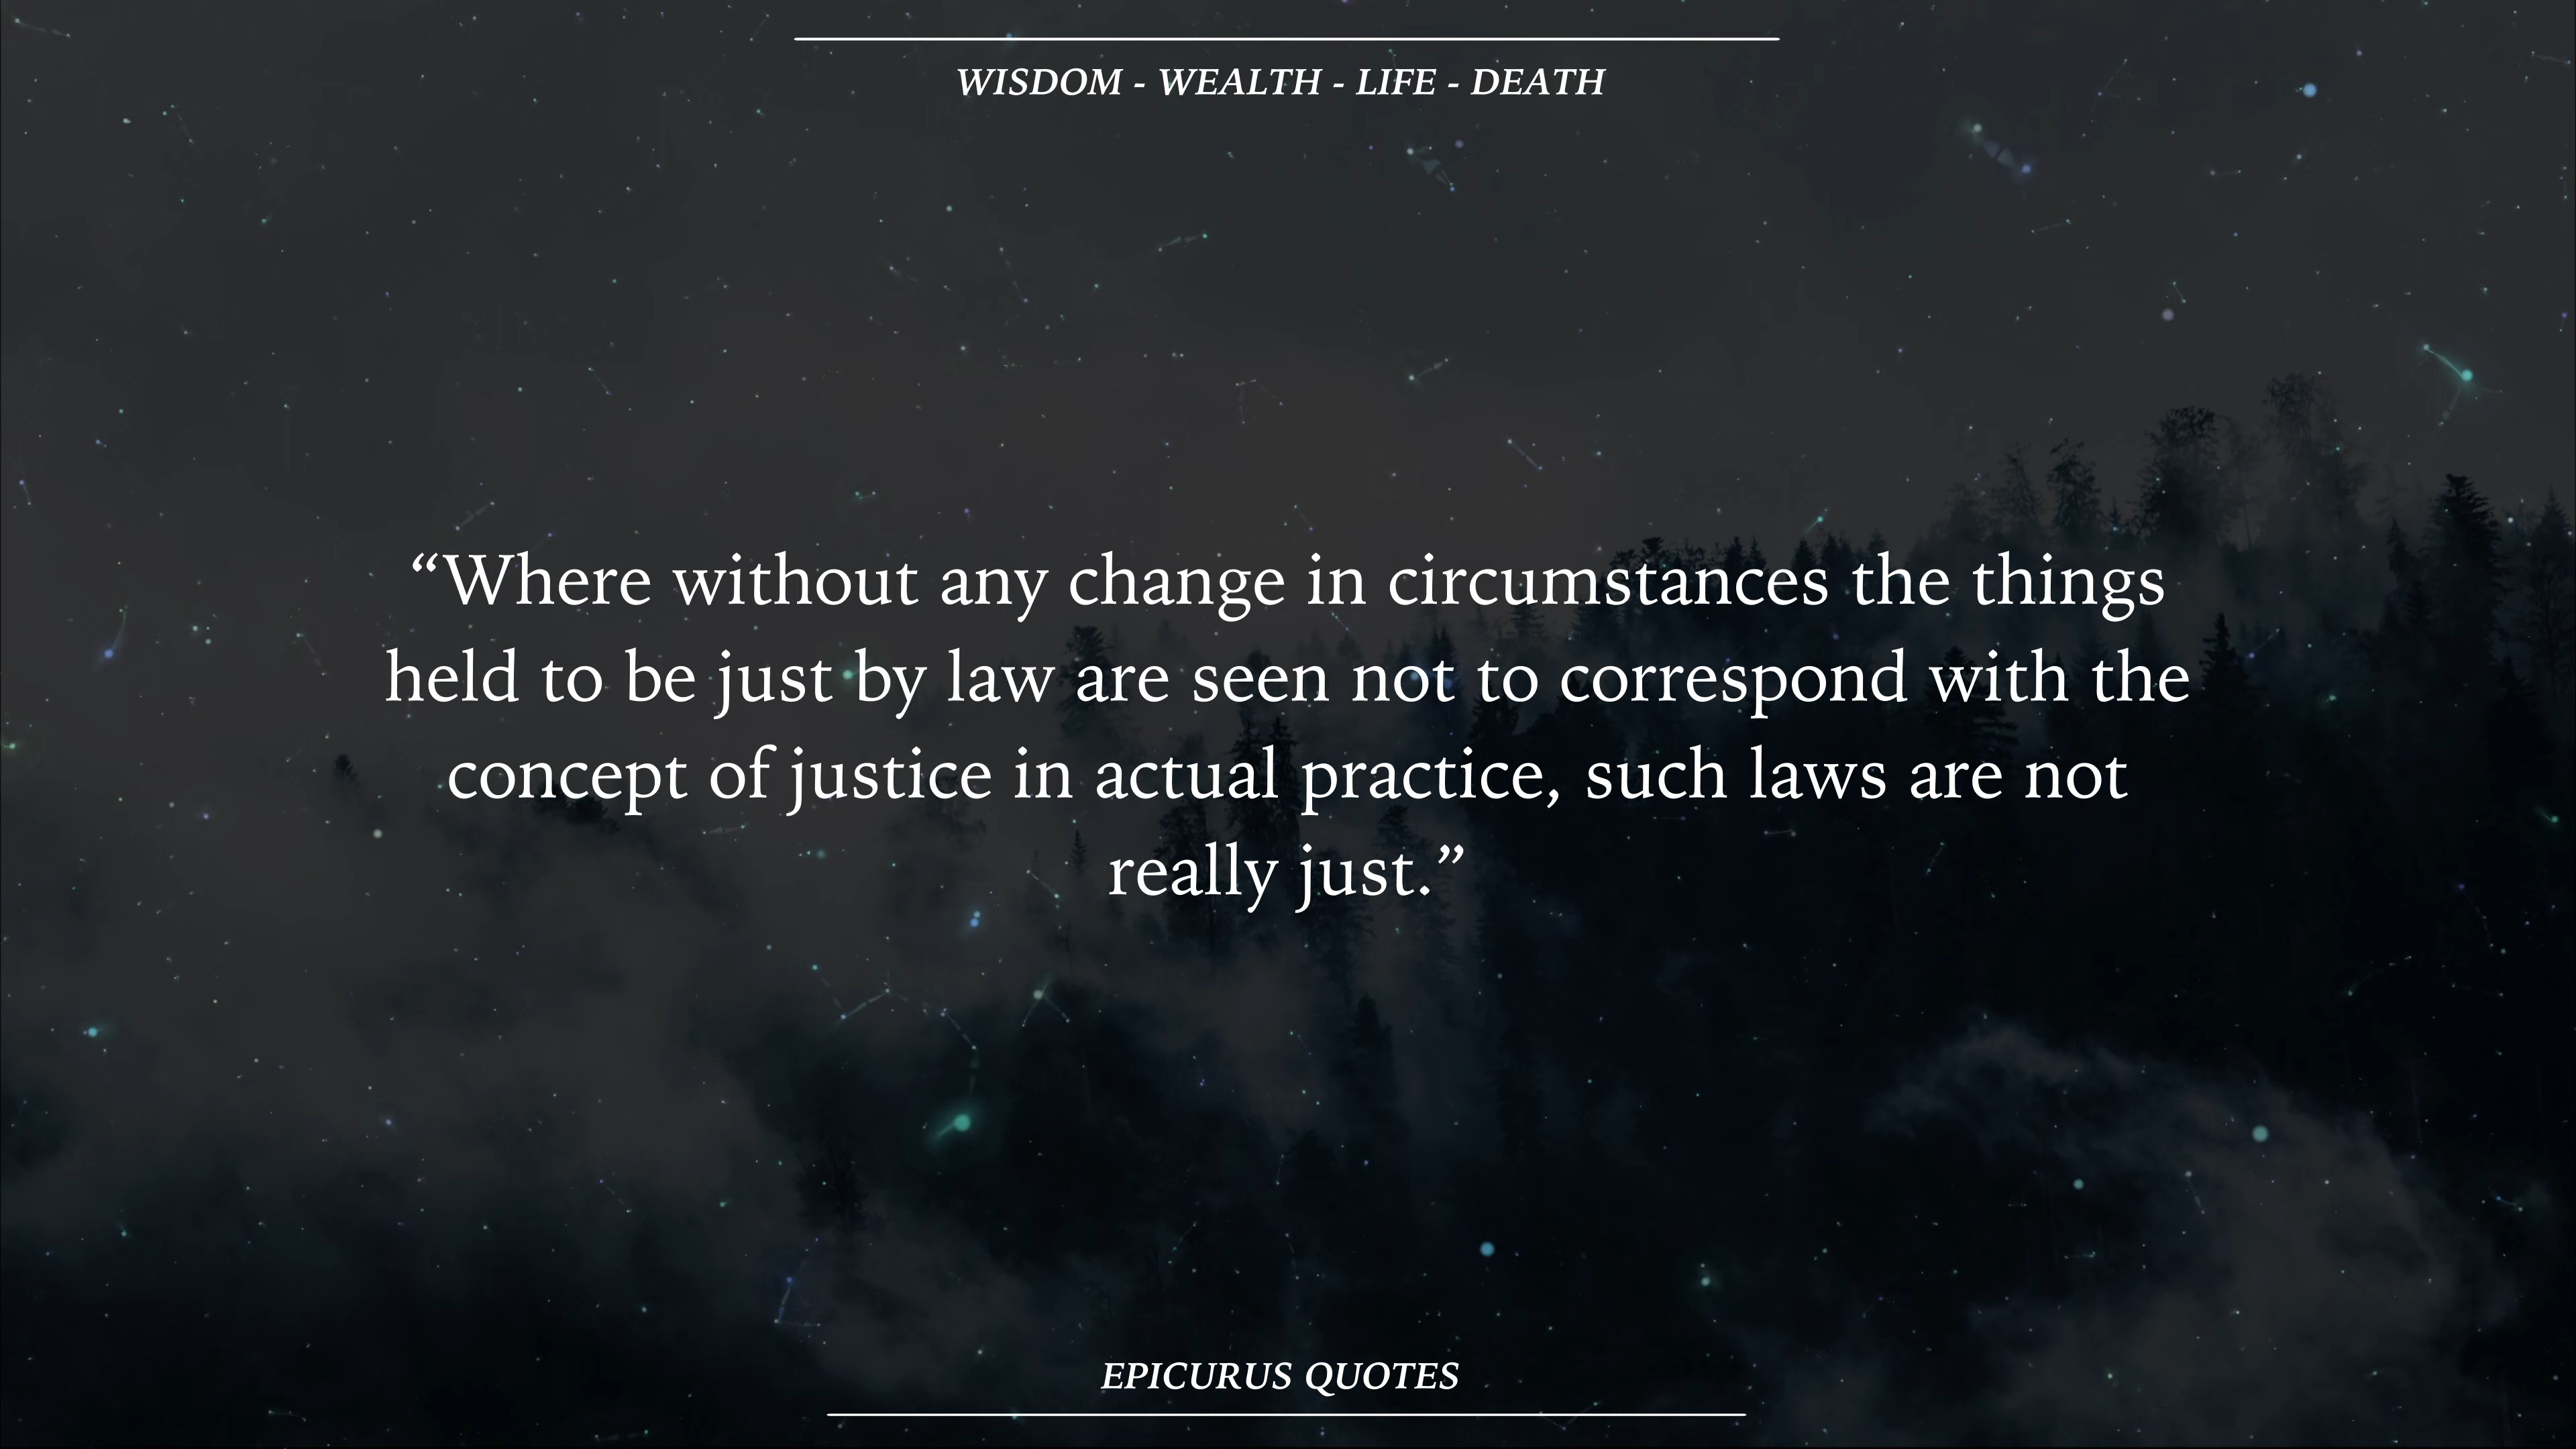 WISDOM - WEALTH - LIFE - DEATH
“Where without any change in circumstances the things
held to be just by law are seen not to correspond with the
concept of justice in actual practice, such laws are not
really just.”
EPICURUS QUOTES